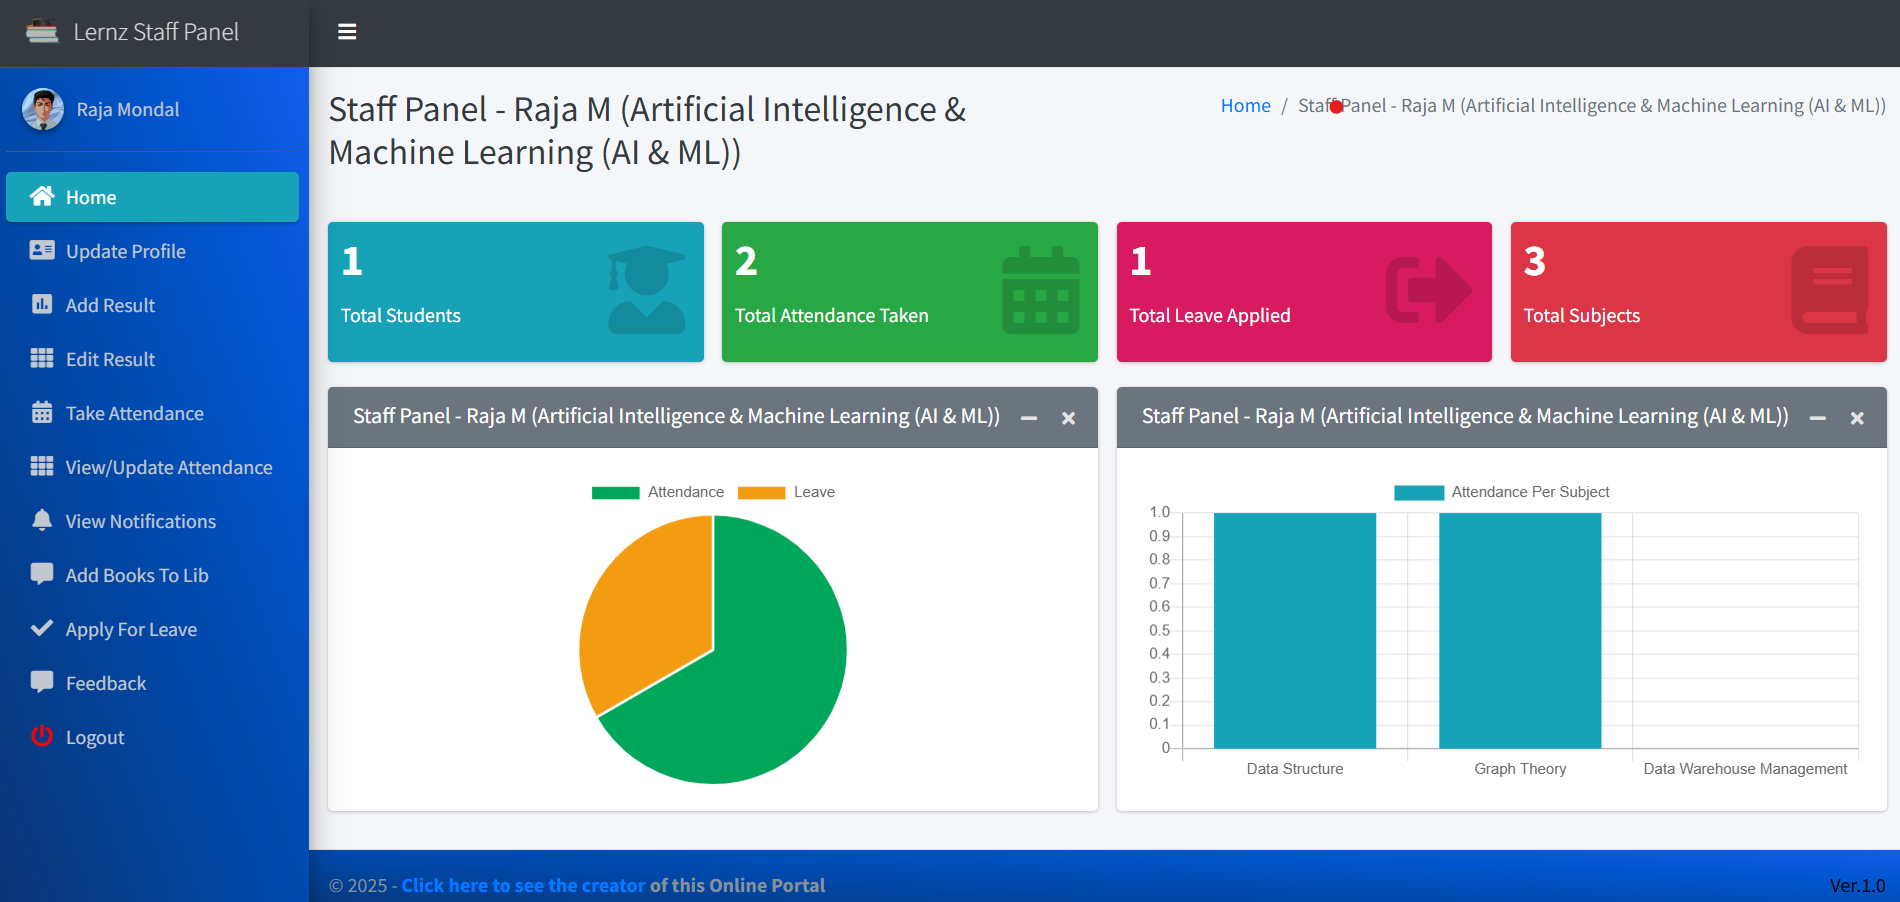 Lernz Staff Panel
Raja Mondal
Home
Update Profile
Add Result
Edit Result
Take Attendance
View/Update Attendance
View Notifications
Add Books To Lib
Apply For Leave
Feedback
Logout
Staff Panel - Raja M (Artificial Intelligence &
Machine Learning (AI & ML))
Home / Staff Panel - Raja M (Artificial Intelligence & Machine Learning (AI & ML))
1
Total Students
2
Total Attendance Taken
1
Total Leave Applied
3
Total Subjects
Staff Panel - Raja M (Artificial Intelligence & Machine Learning (AI & ML))
Attendance Leave
Staff Panel - Raja M (Artificial Intelligence & Machine Learning (AI & ML))
Attendance Per Subject
1.0
0.9
0.8
0.7
0.6
0.5
0.4
0.3
0.2
0.1
0
Data Structure Graph Theory Data Warehouse Management
© 2025 - Click here to see the creator of this Online Portal
Ver.1.0